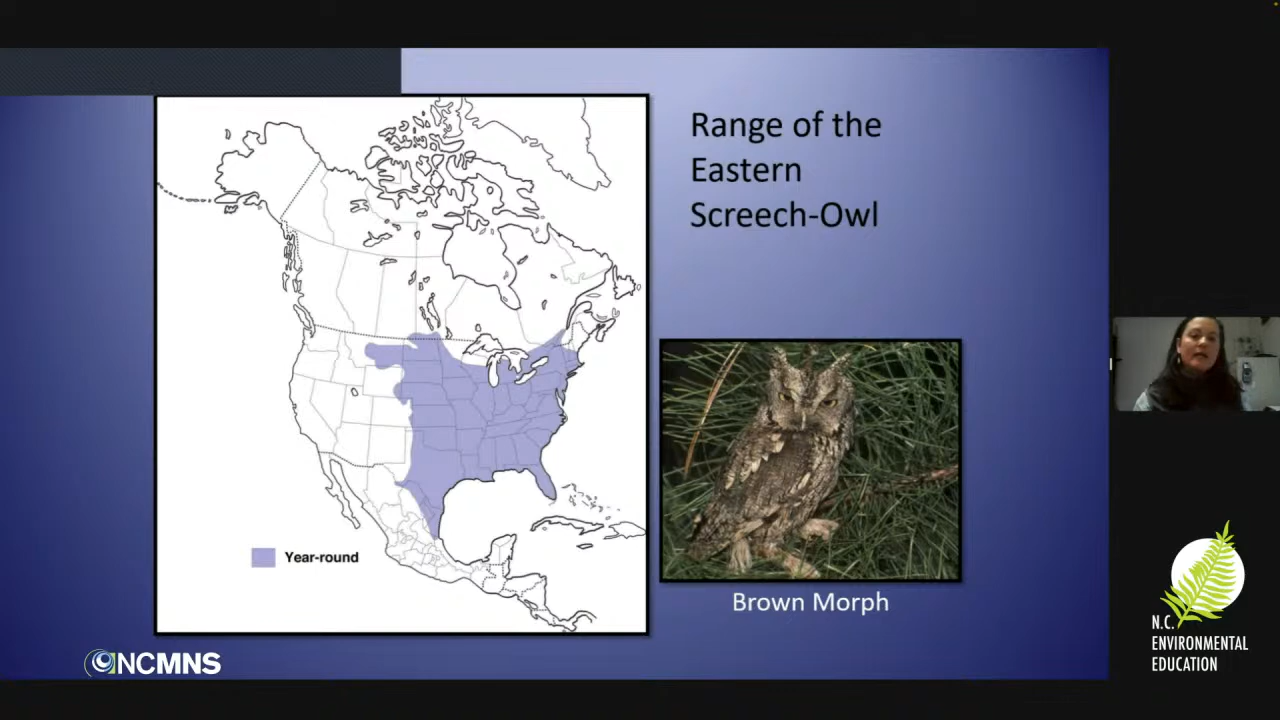 Range of the
Eastern
Screech-Owl
Year-round
Brown Morph
NCMNS
N.C.
ENVIRONMENTAL
EDUCATION